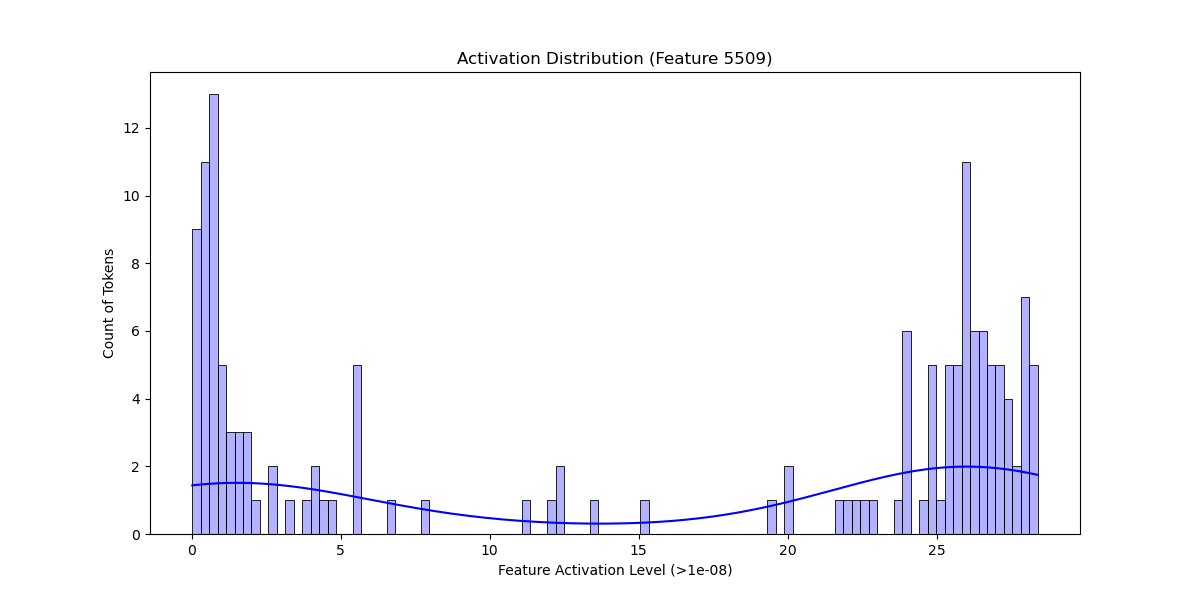 Activation Distribution (Feature 5509)
Count of Tokens
12
10
8
6
4
2
0
0 5 10 15 20 25
Feature Activation Level (>1e-08)